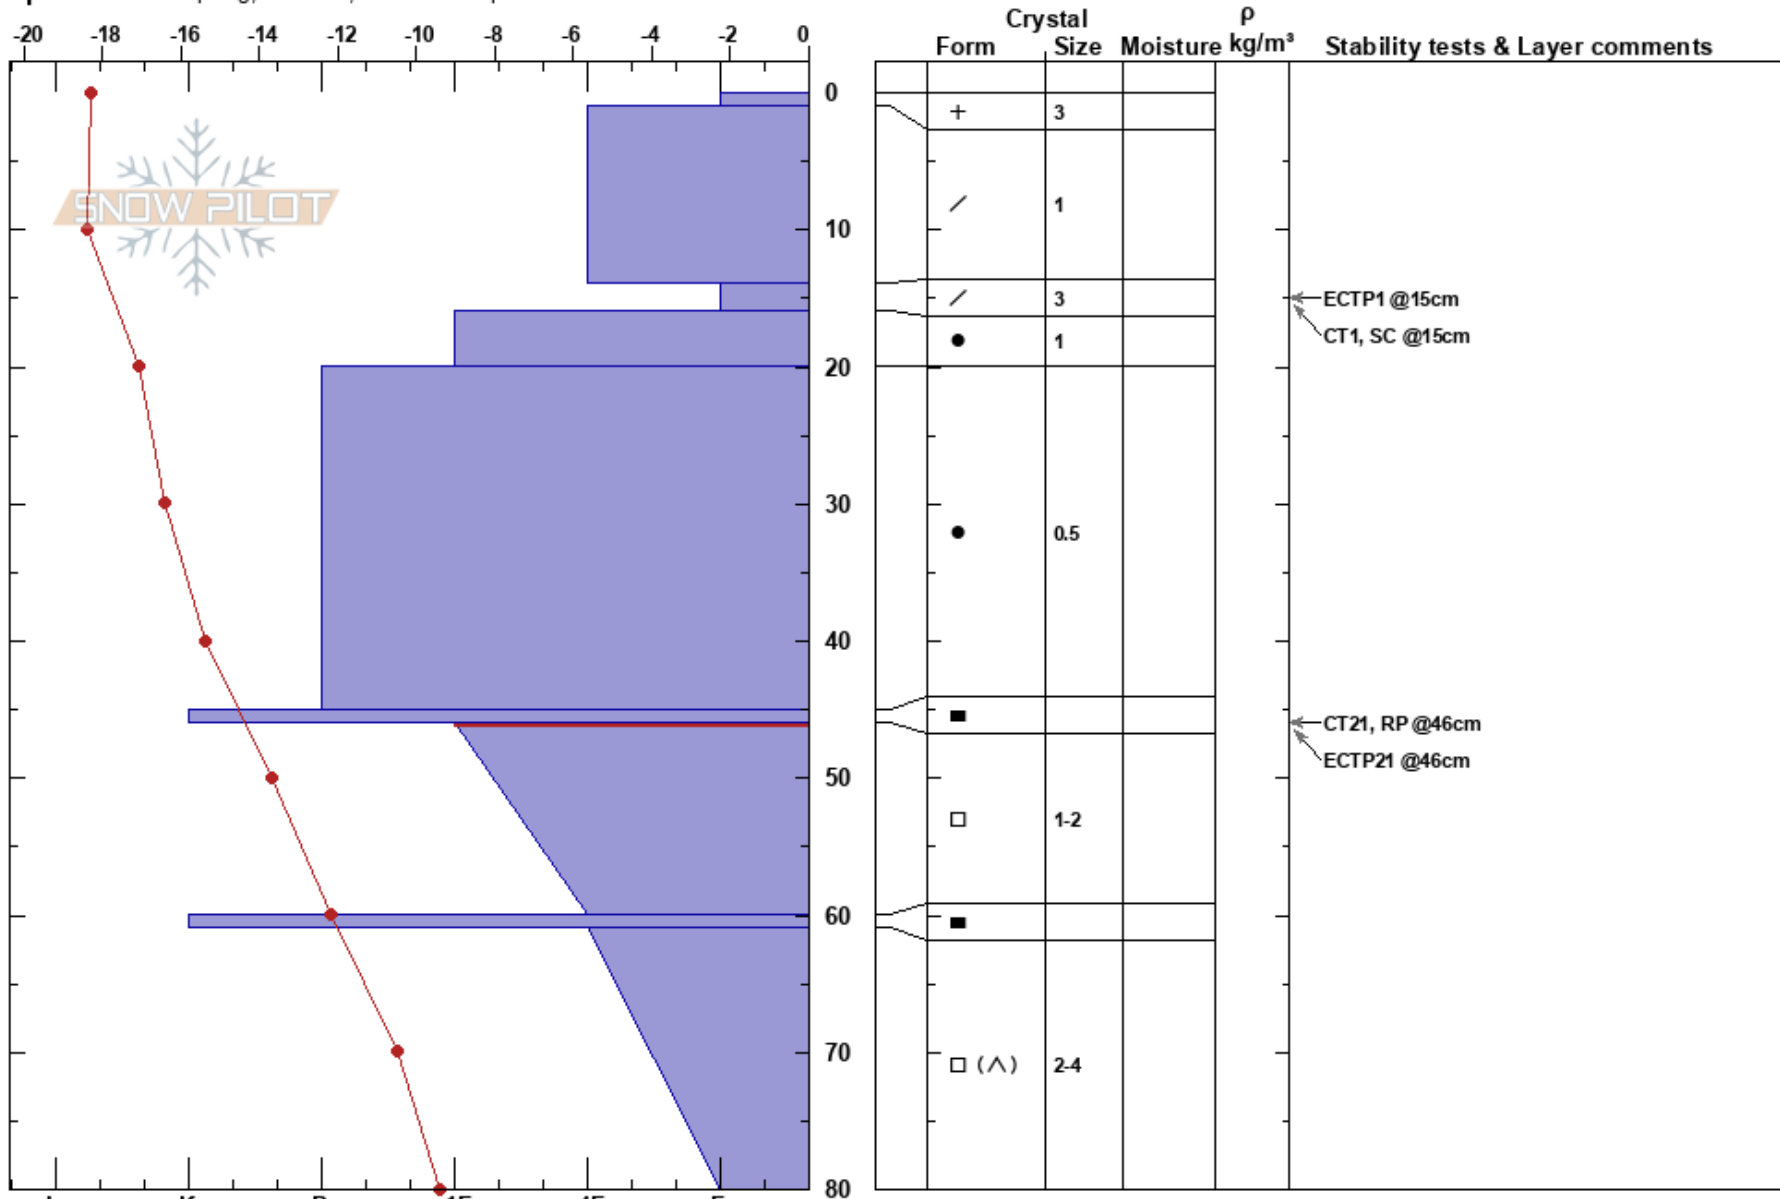 -20 -18 -16 -14 -12 -10 -8 -6 -4 -2 0
Crystal
Form Size Moisture ρ kg/m³ Stability tests & Layer comments
SNOW PILOT
0
+ 3
1
10
3
ECTP1 @15cm
1
CT1, SC @15cm
20
0.5
30
40
CT21, RP @46cm
ECTP21 @46cm
50
1-2
60
70
(∧) 2-4
80